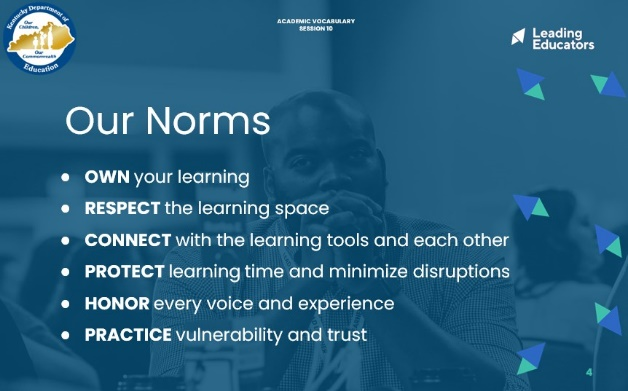 Kentucky Department of
Our
Children,
Our
Commonwealth
Education
ACADEMIC VOCABULARY
SESSION 10
Leading
Educators
Our Norms
• OWN your learning
• RESPECT the learning space
• CONNECT with the learning tools and each other
• PROTECT learning time and minimize disruptions
• HONOR every voice and experience
• PRACTICE vulnerability and trust
4